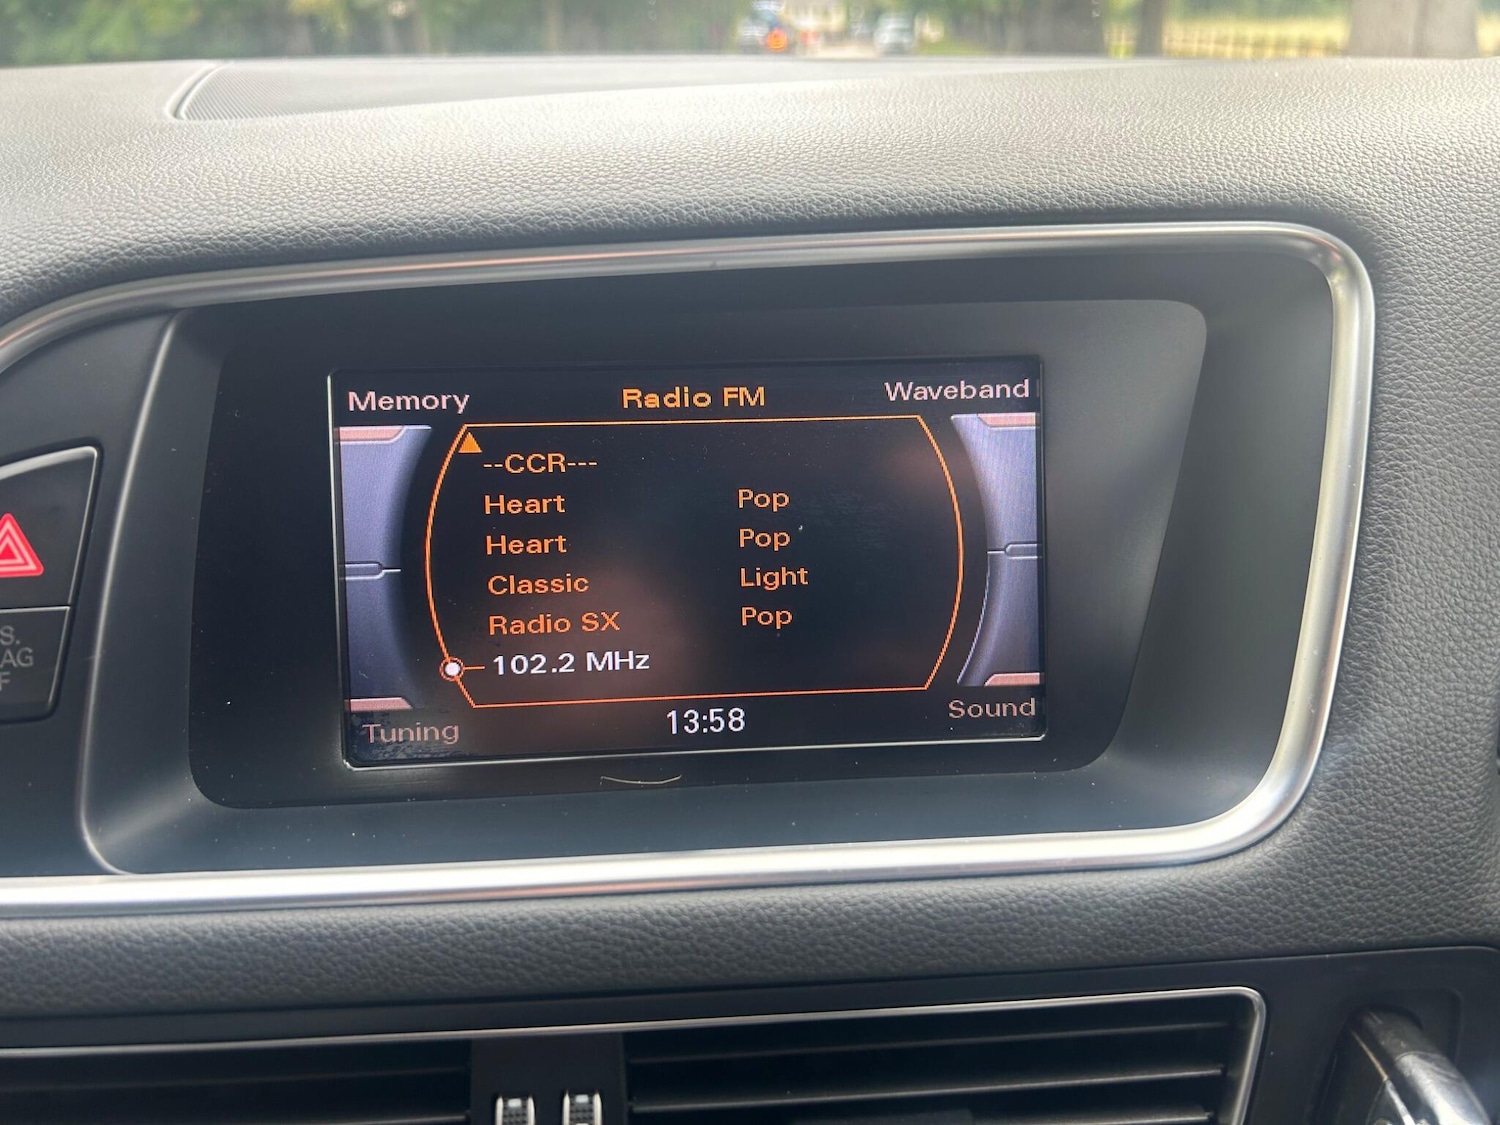 Memory Radio FM Waveband
--CCR---
Heart Pop
Heart Pop
Classic Light
Radio SX Pop
102.2 MHz
Tuning 13:58 Sound
S.
AG
F